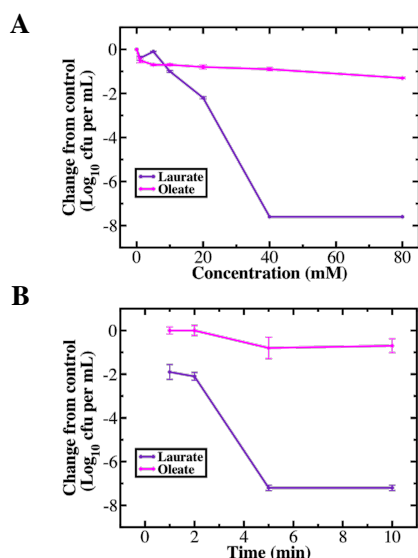 A
0
-2
-4
-6
-8
Change from control
(Log10 cfu per mL)
Laurate
Oleate
0 20 40 60 80
Concentration (mM)
B
0
-2
-4
-6
-8
Change from control
(Log10 cfu per mL)
Laurate
Oleate
0 2 4 6 8 10
Time (min)